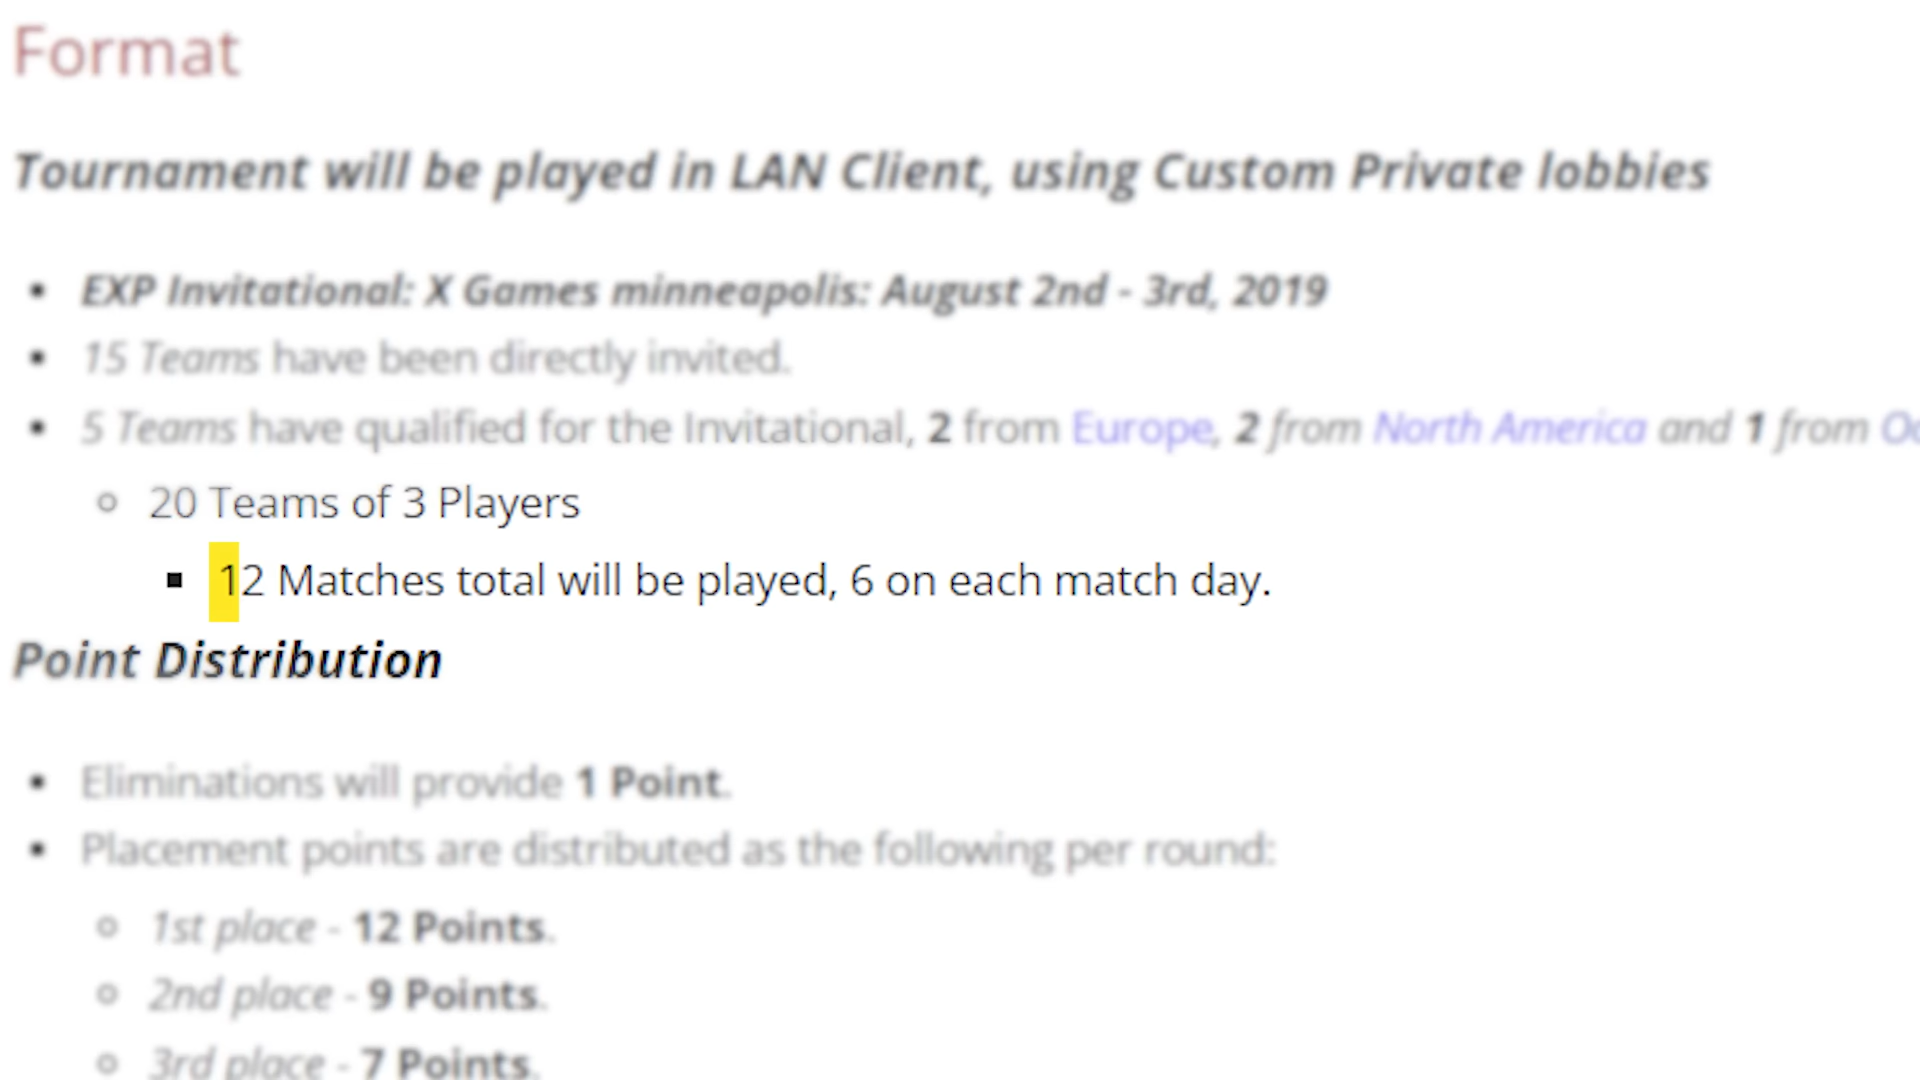 Format
Tournament will be played in LAN Client, using Custom Private lobbies
EXP Invitational: X Games minneapolis: August 2nd - 3rd, 2019
15 Teams have been directly invited.
5 Teams have qualified for the Invitational, 2 from Europe, 2 from North America and 1 from
20 Teams of 3 Players
12 Matches total will be played, 6 on each match day.
Point Distribution
Eliminations will provide 1 Point.
Placement points are distributed as the following per round:
1st place - 12 Points.
2nd place - 9 Points.
3rd place - 7 Points.